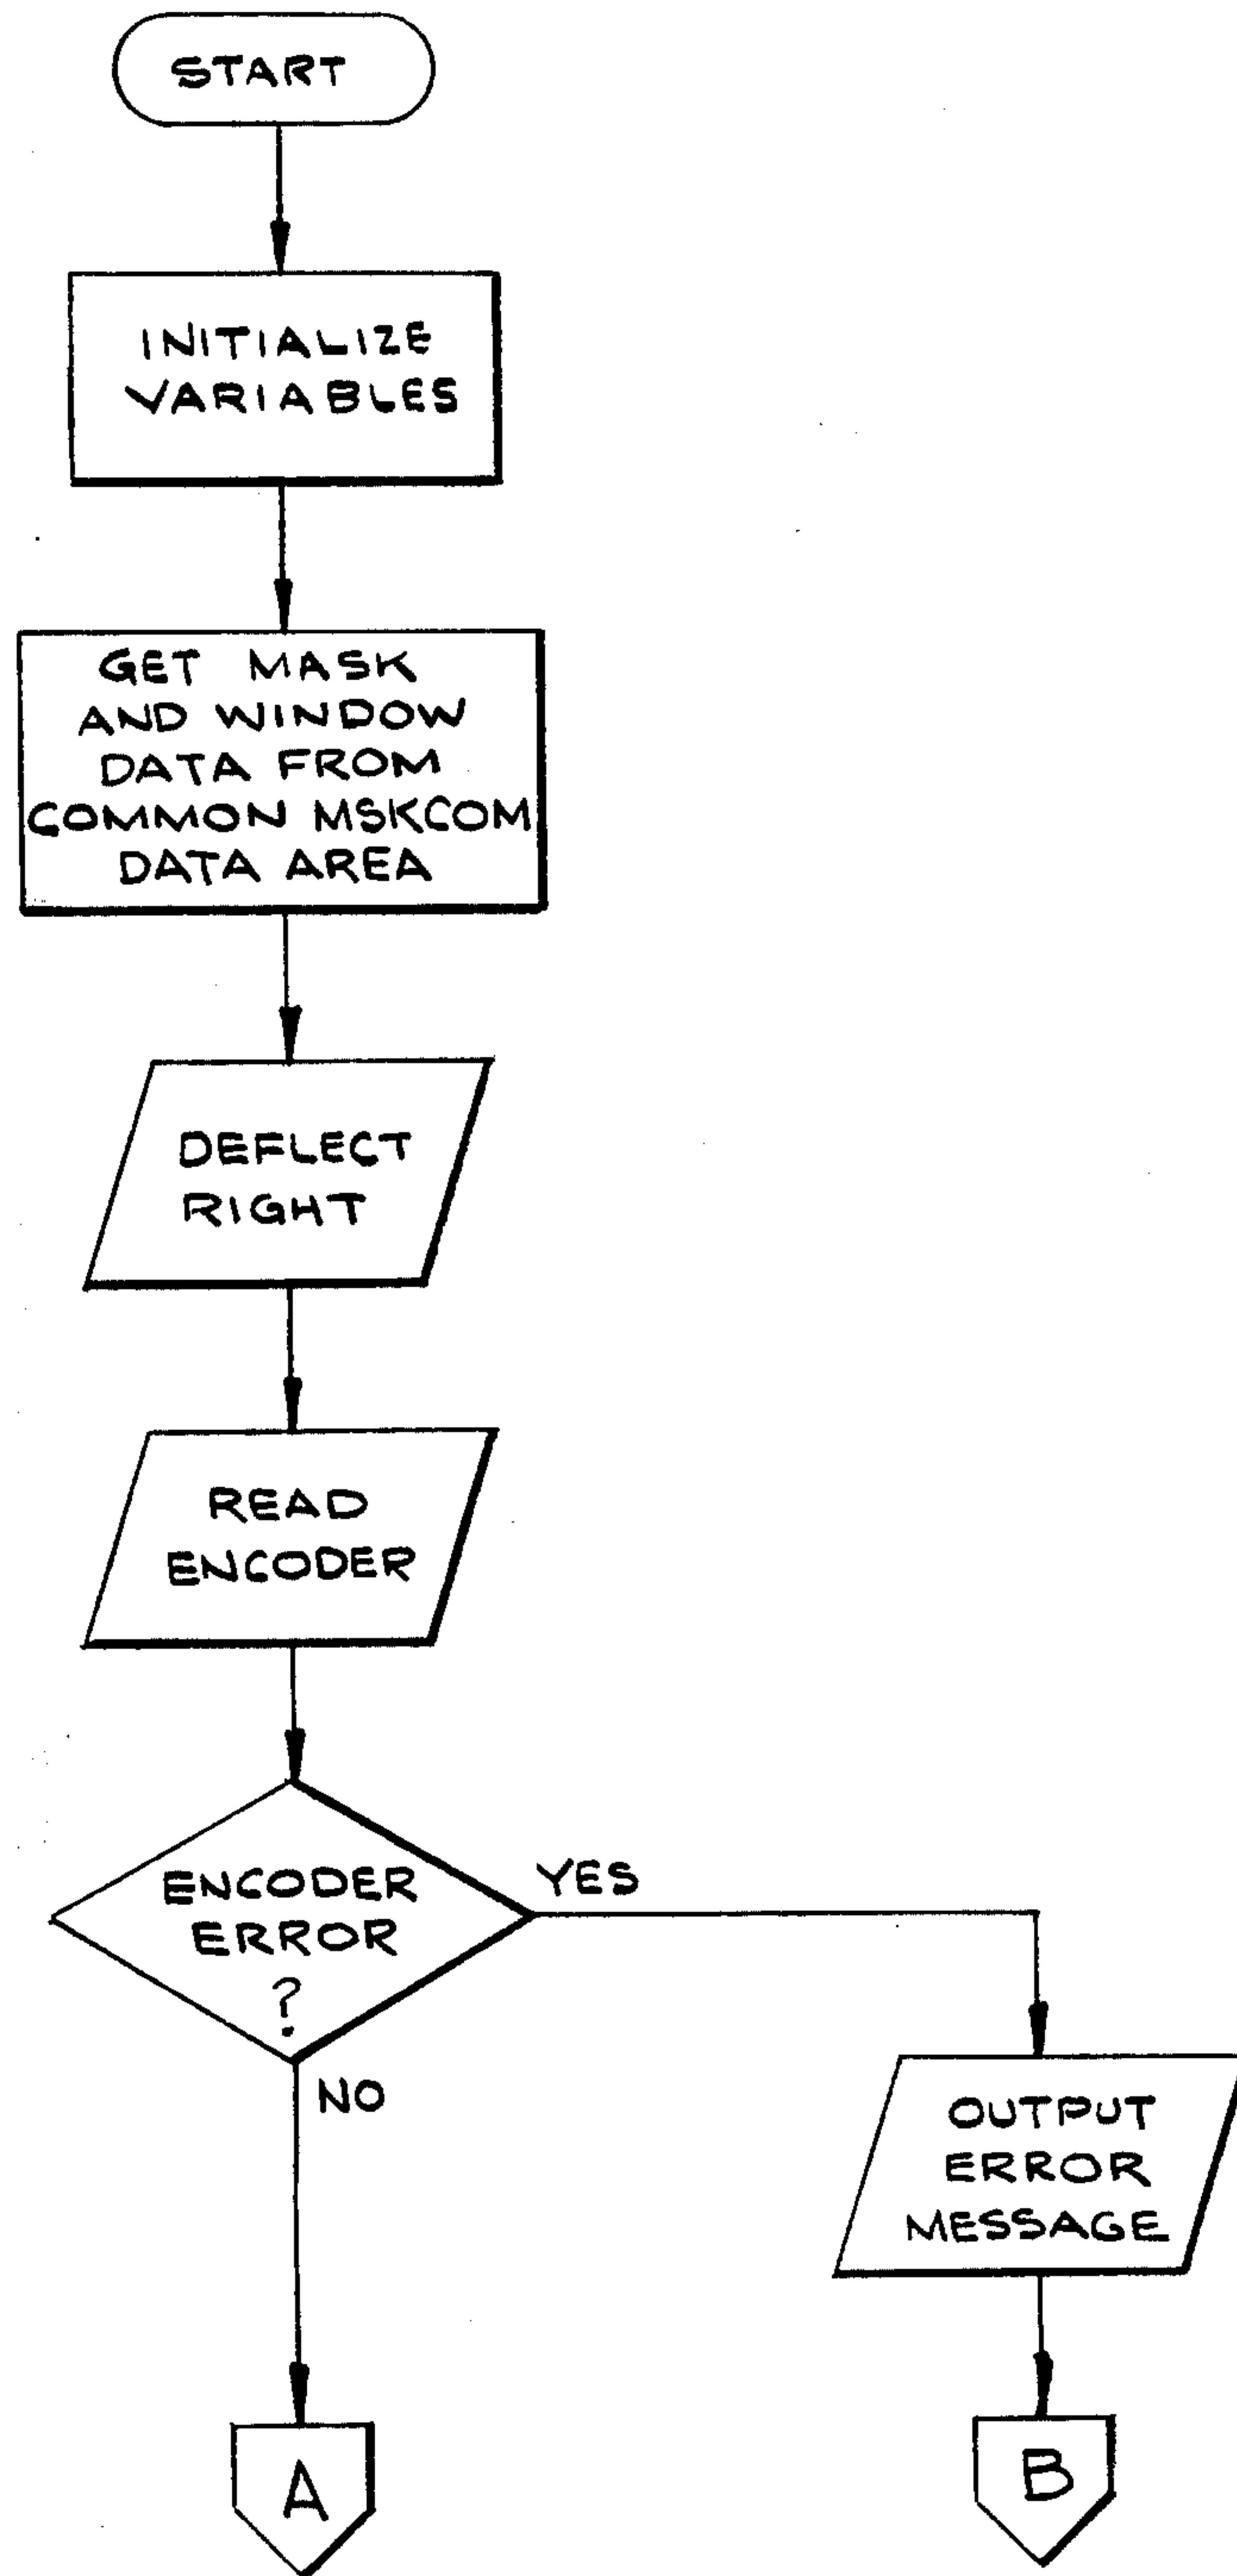 START
INITIALIZE
VARIABLES
GET MASK
AND WINDOW
DATA FROM
COMMON MSKCOM
DATA AREA
DEFLECT
RIGHT
READ
ENCODER
ENCODER
ERROR
?
YES
NO
OUTPUT
ERROR
MESSAGE
A
B